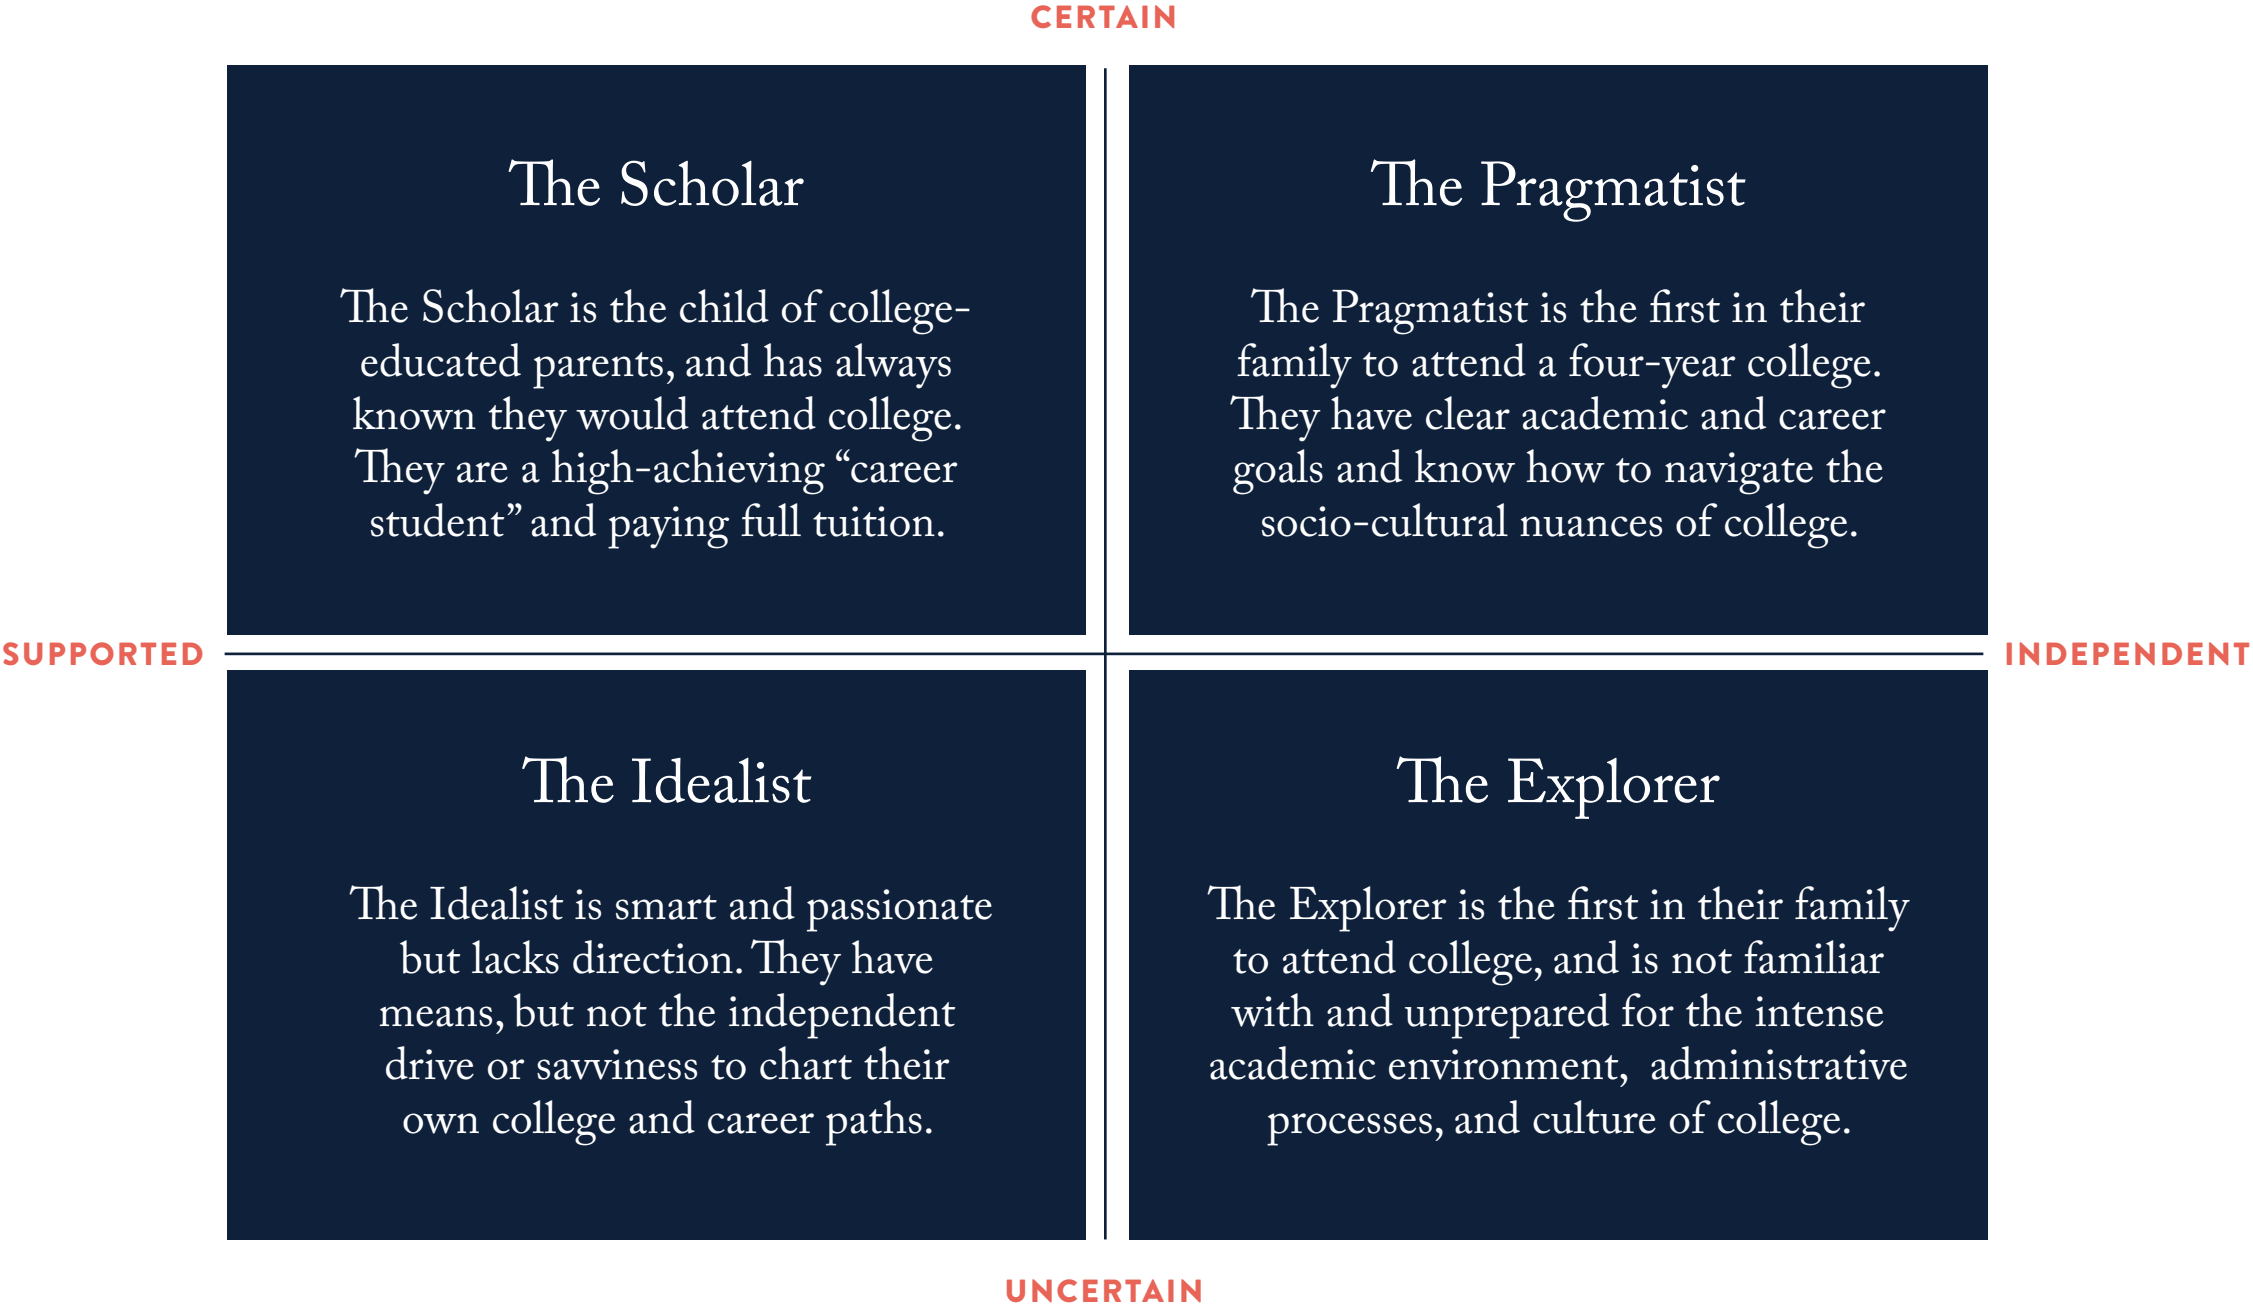 CERTAIN
The Scholar
The Scholar is the child of college-
educated parents, and has always
known they would attend college.
They are a high-achieving “career
student” and paying full tuition.
The Pragmatist
The Pragmatist is the first in their
family to attend a four-year college.
They have clear academic and career
goals and know how to navigate the
socio-cultural nuances of college.
SUPPORTED
INDEPENDENT
The Idealist
The Idealist is smart and passionate
but lacks direction. They have
means, but not the independent
drive or savviness to chart their
own college and career paths.
The Explorer
The Explorer is the first in their family
to attend college, and is not familiar
with and unprepared for the intense
academic environment,  administrative
processes, and culture of college.
UNCERTAIN